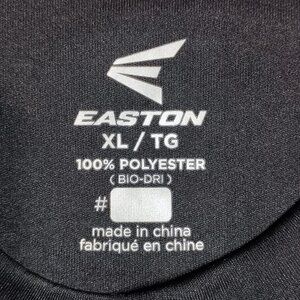 EASTON
XL / TG
100% POLYESTER
( BIO-DRI )
#
made in china
fabriqué en chine